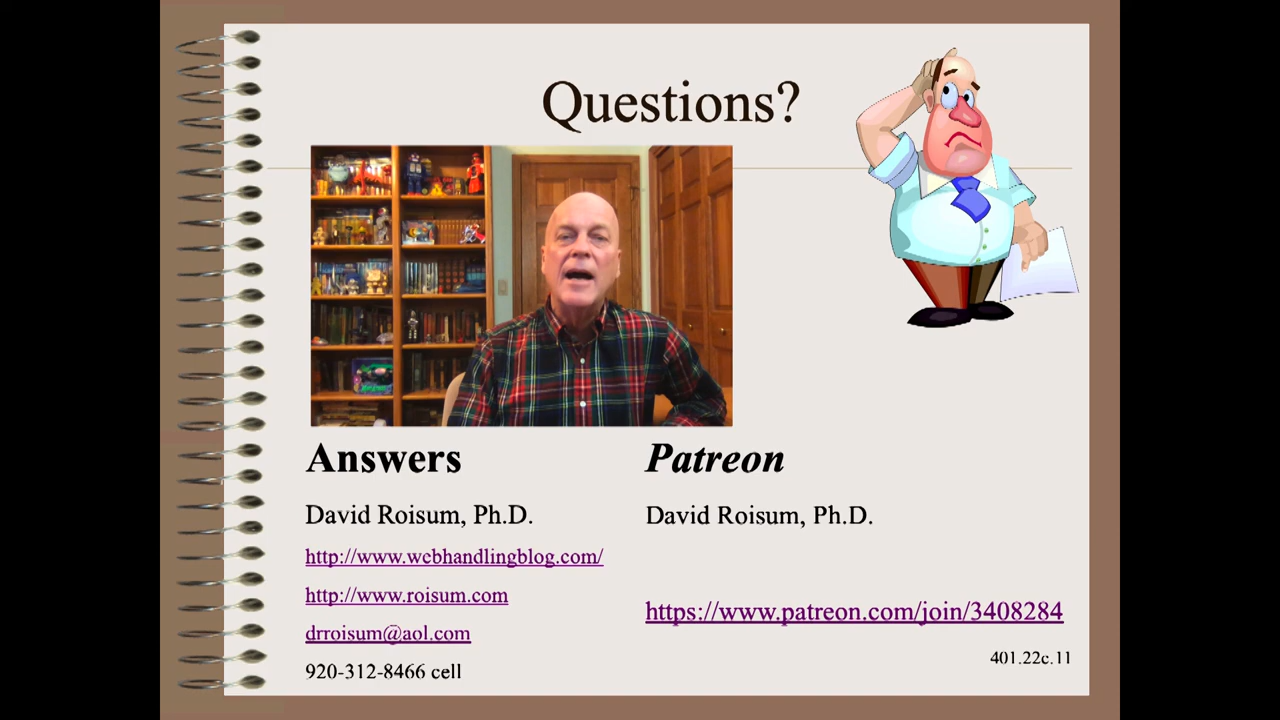 Questions?
Answers
David Roisum, Ph.D.
http://www.webhandlingblog.com/
http://www.roisum.com
drroisum@aol.com
920-312-8466 cell
Patreon
David Roisum, Ph.D.
https://www.patreon.com/join/3408284
401.22c.11